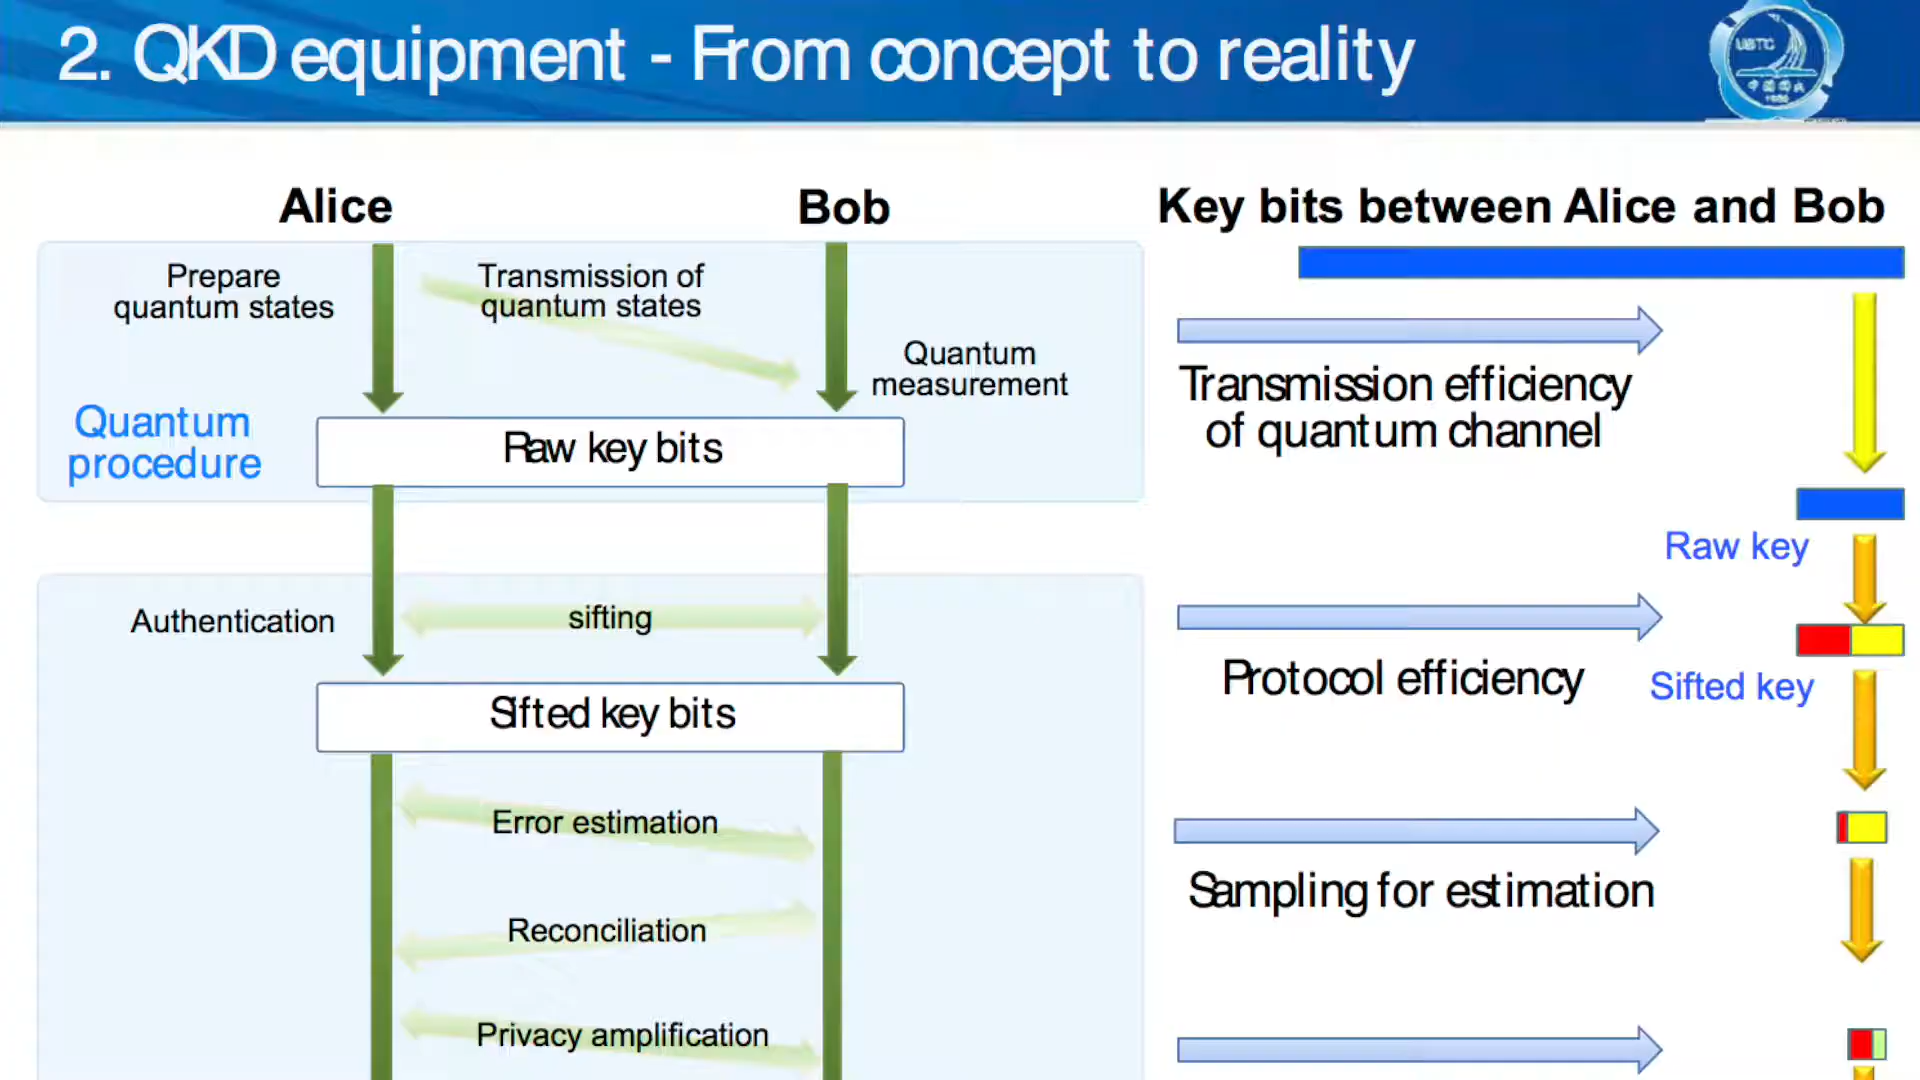 2. QKD equipment - From concept to reality
USTC
Alice
Bob
Key bits between Alice and Bob
Prepare
quantum states
Transmission of
quantum states
Quantum
measurement
Transmission efficiency
of quantum channel
Quantum
procedure
Raw key bits
Raw key
Authentication
sifting
Protocol efficiency
Sifted key
Sifted key bits
Error estimation
Sampling for estimation
Reconciliation
Privacy amplification